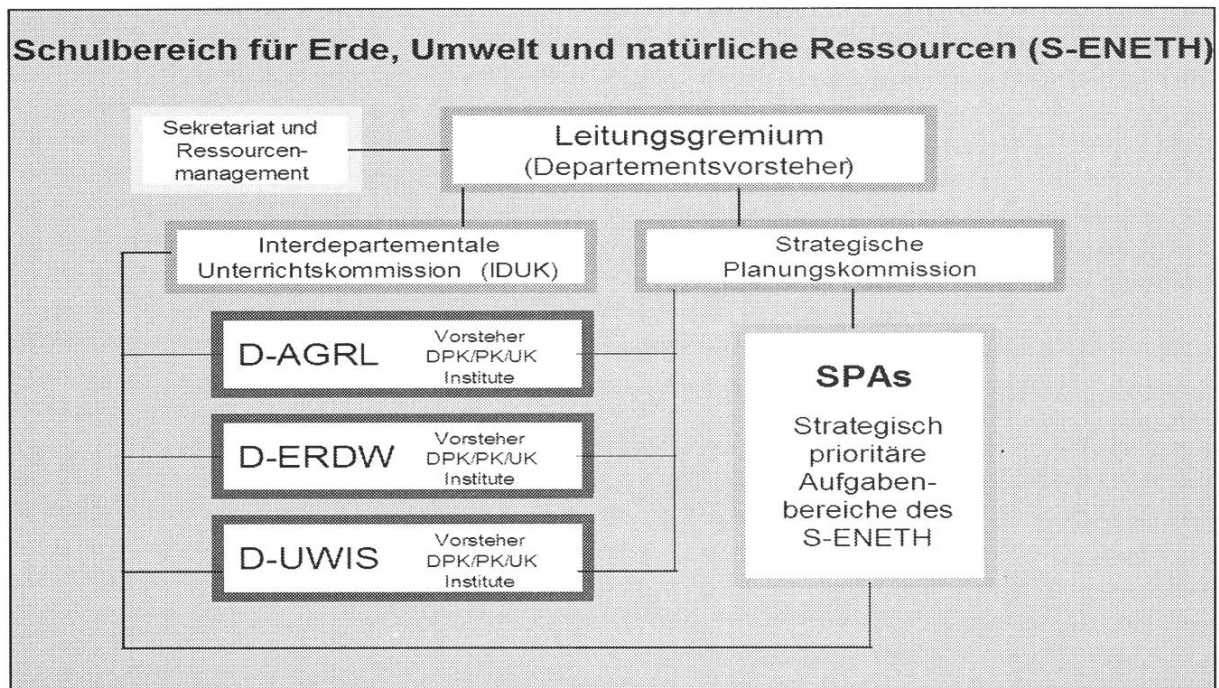 Schulbereich für Erde, Umwelt und natürliche Ressourcen (S-ENETH)
Sekretariat und
Ressourcen-
management
Leitungsgremium
(Departementsvorsteher)
Interdepartementale
Unterrichtskommission (IDUK)
Strategische
Planungskommission
D-AGRL
Vorsteher
DPK/PK/UK
Institute
D-ERDW
Vorsteher
DPK/PK/UK
Institute
D-UWIS
Vorsteher
DPK/PK/UK
Institute
SPAs
Strategisch
prioritäre
Aufgaben-
bereiche des
S-ENETH